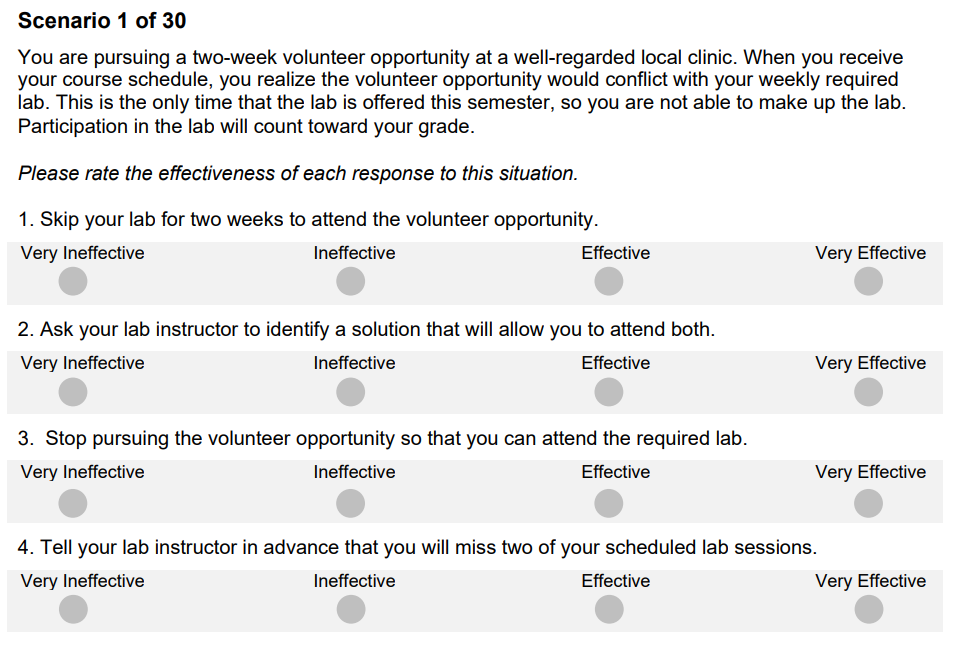 Scenario 1 of 30
You are pursuing a two-week volunteer opportunity at a well-regarded local clinic. When you receive
your course schedule, you realize the volunteer opportunity would conflict with your weekly required
lab. This is the only time that the lab is offered this semester, so you are not able to make up the lab.
Participation in the lab will count toward your grade.
Please rate the effectiveness of each response to this situation.
1. Skip your lab for two weeks to attend the volunteer opportunity.
Very Ineffective Ineffective Effective Very Effective
2. Ask your lab instructor to identify a solution that will allow you to attend both.
Very Ineffective Ineffective Effective Very Effective
3. Stop pursuing the volunteer opportunity so that you can attend the required lab.
Very Ineffective Ineffective Effective Very Effective
4. Tell your lab instructor in advance that you will miss two of your scheduled lab sessions.
Very Ineffective Ineffective Effective Very Effective